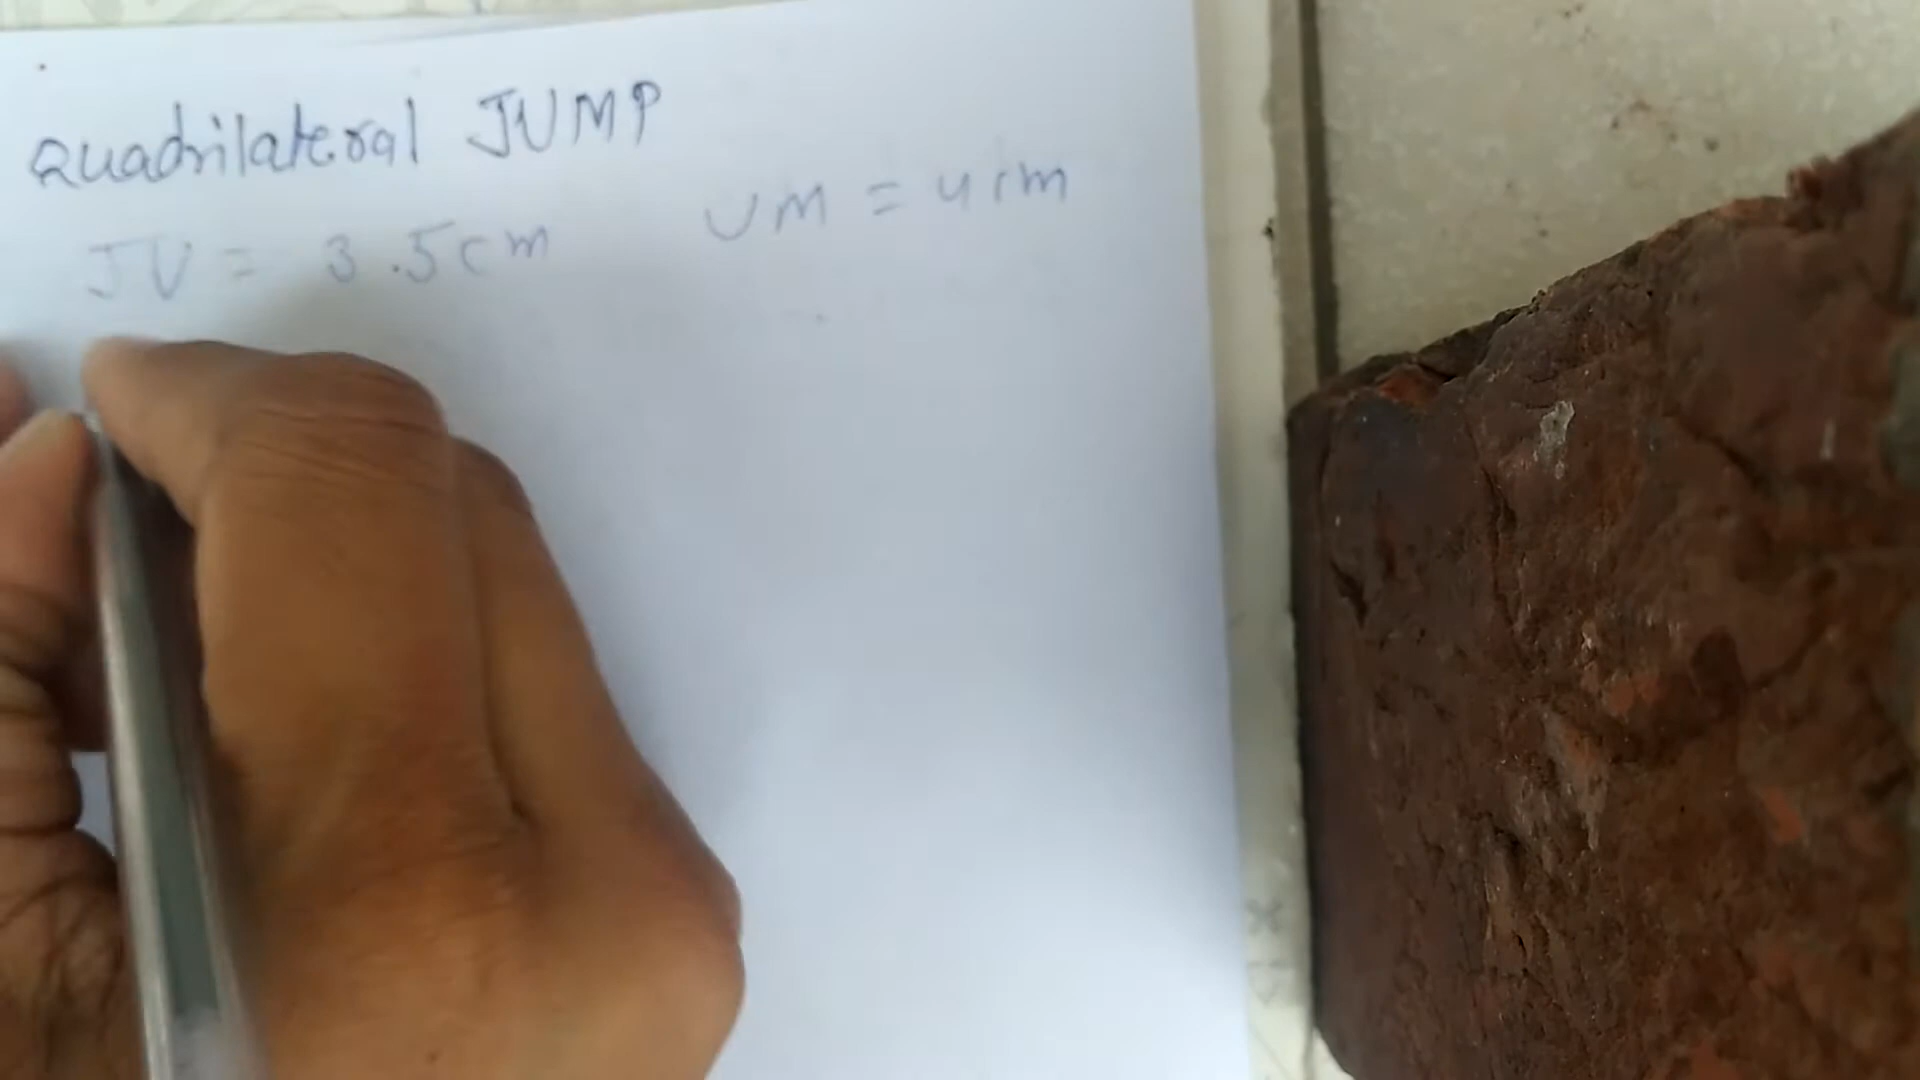 Quadrilateral JUMP
JU = 3.5cm UM = 4cm